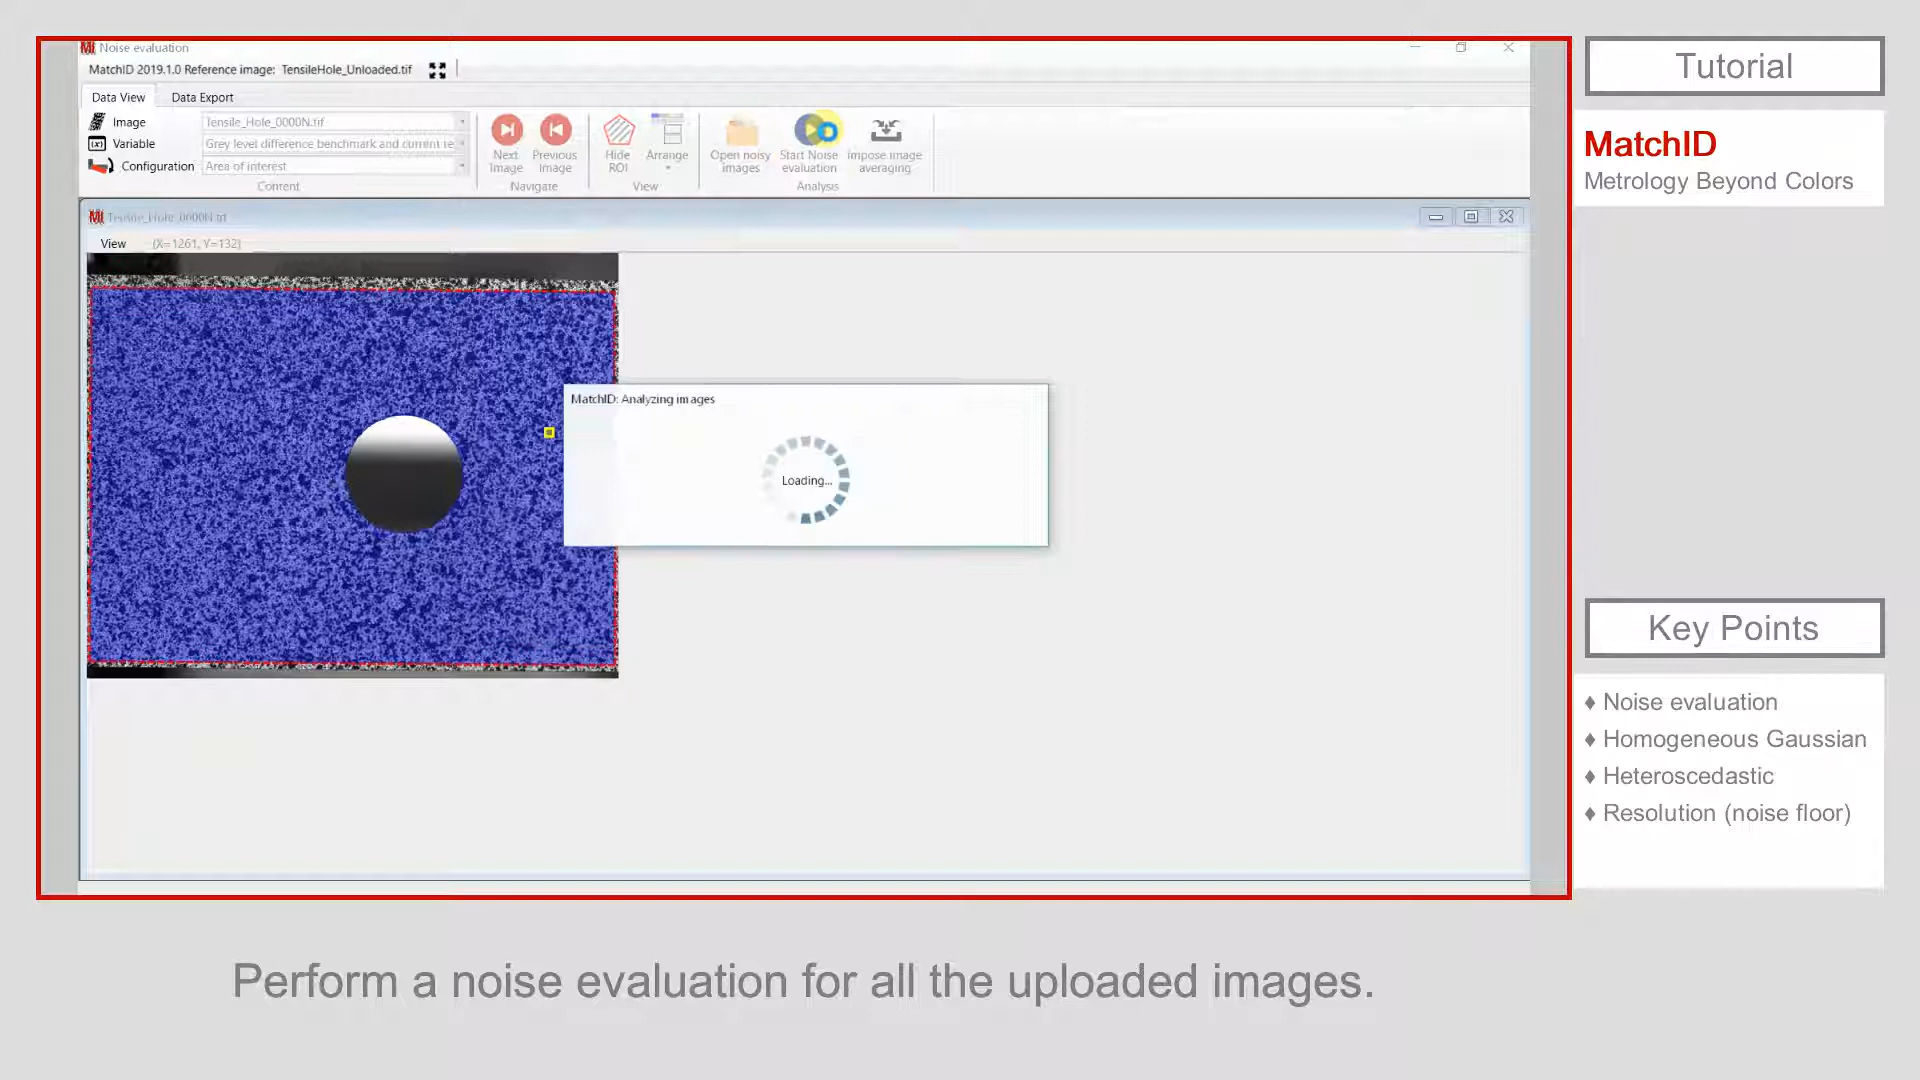 Noise evaluation
MatchID 2019.1.0 Reference image: TensileHole_Unloaded.tif
Data View Data Export
Image Tensile_Hole_0000N.tif
Variable Grey level difference benchmark and current re
Configuration Area of interest
Content
Next Image
Previous Image
Navigate
Hide ROI
Arrange
View
Open noisy images
Start Noise evaluation
Impose image averaging
Analysis
Tensile_Hole_0000N.tif
View (X=1261, Y=132)
MatchID: Analyzing images
Loading...
Tutorial
MatchID
Metrology Beyond Colors
Key Points
♦ Noise evaluation
♦ Homogeneous Gaussian
♦ Heteroscedastic
♦ Resolution (noise floor)
Perform a noise evaluation for all the uploaded images.